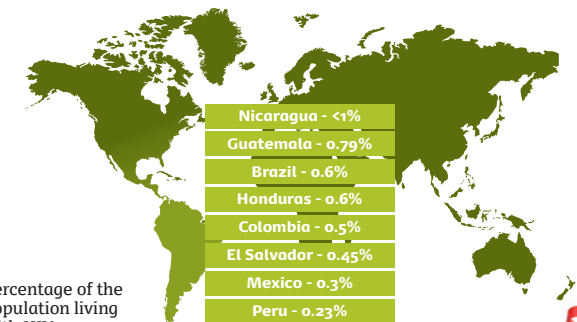 Nicaragua - <1%
Guatemala - 0.79%
Brazil - 0.6%
Honduras - 0.6%
Colombia - 0.5%
El Salvador - 0.45%
Mexico - 0.3%
Peru - 0.23%
ercentage of the
opulation living